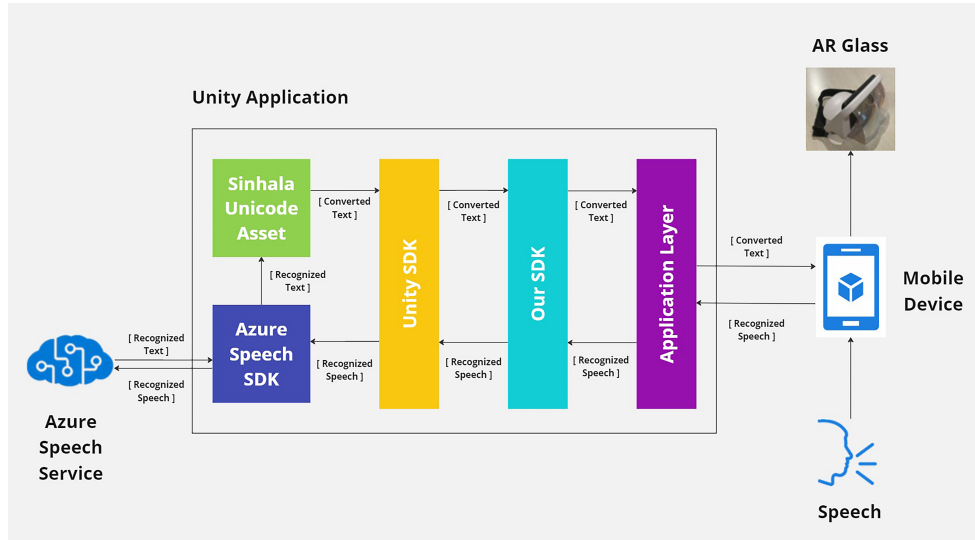 AR Glass
Unity Application
Sinhala
Unicode
Asset
[ Converted
Text ]
[ Converted
Text ]
[ Converted
Text ]
[ Recognized
Text ]
Unity SDK
Our SDK
Application Layer
[ Converted
Text ]
Mobile
Device
[ Recognized
Text ]
Azure
Speech
SDK
[ Recognized
Speech ]
[ Recognized
Speech ]
[ Recognized
Speech ]
[ Recognized
Speech ]
[ Recognized
Speech ]
Azure
Speech
Service
Speech